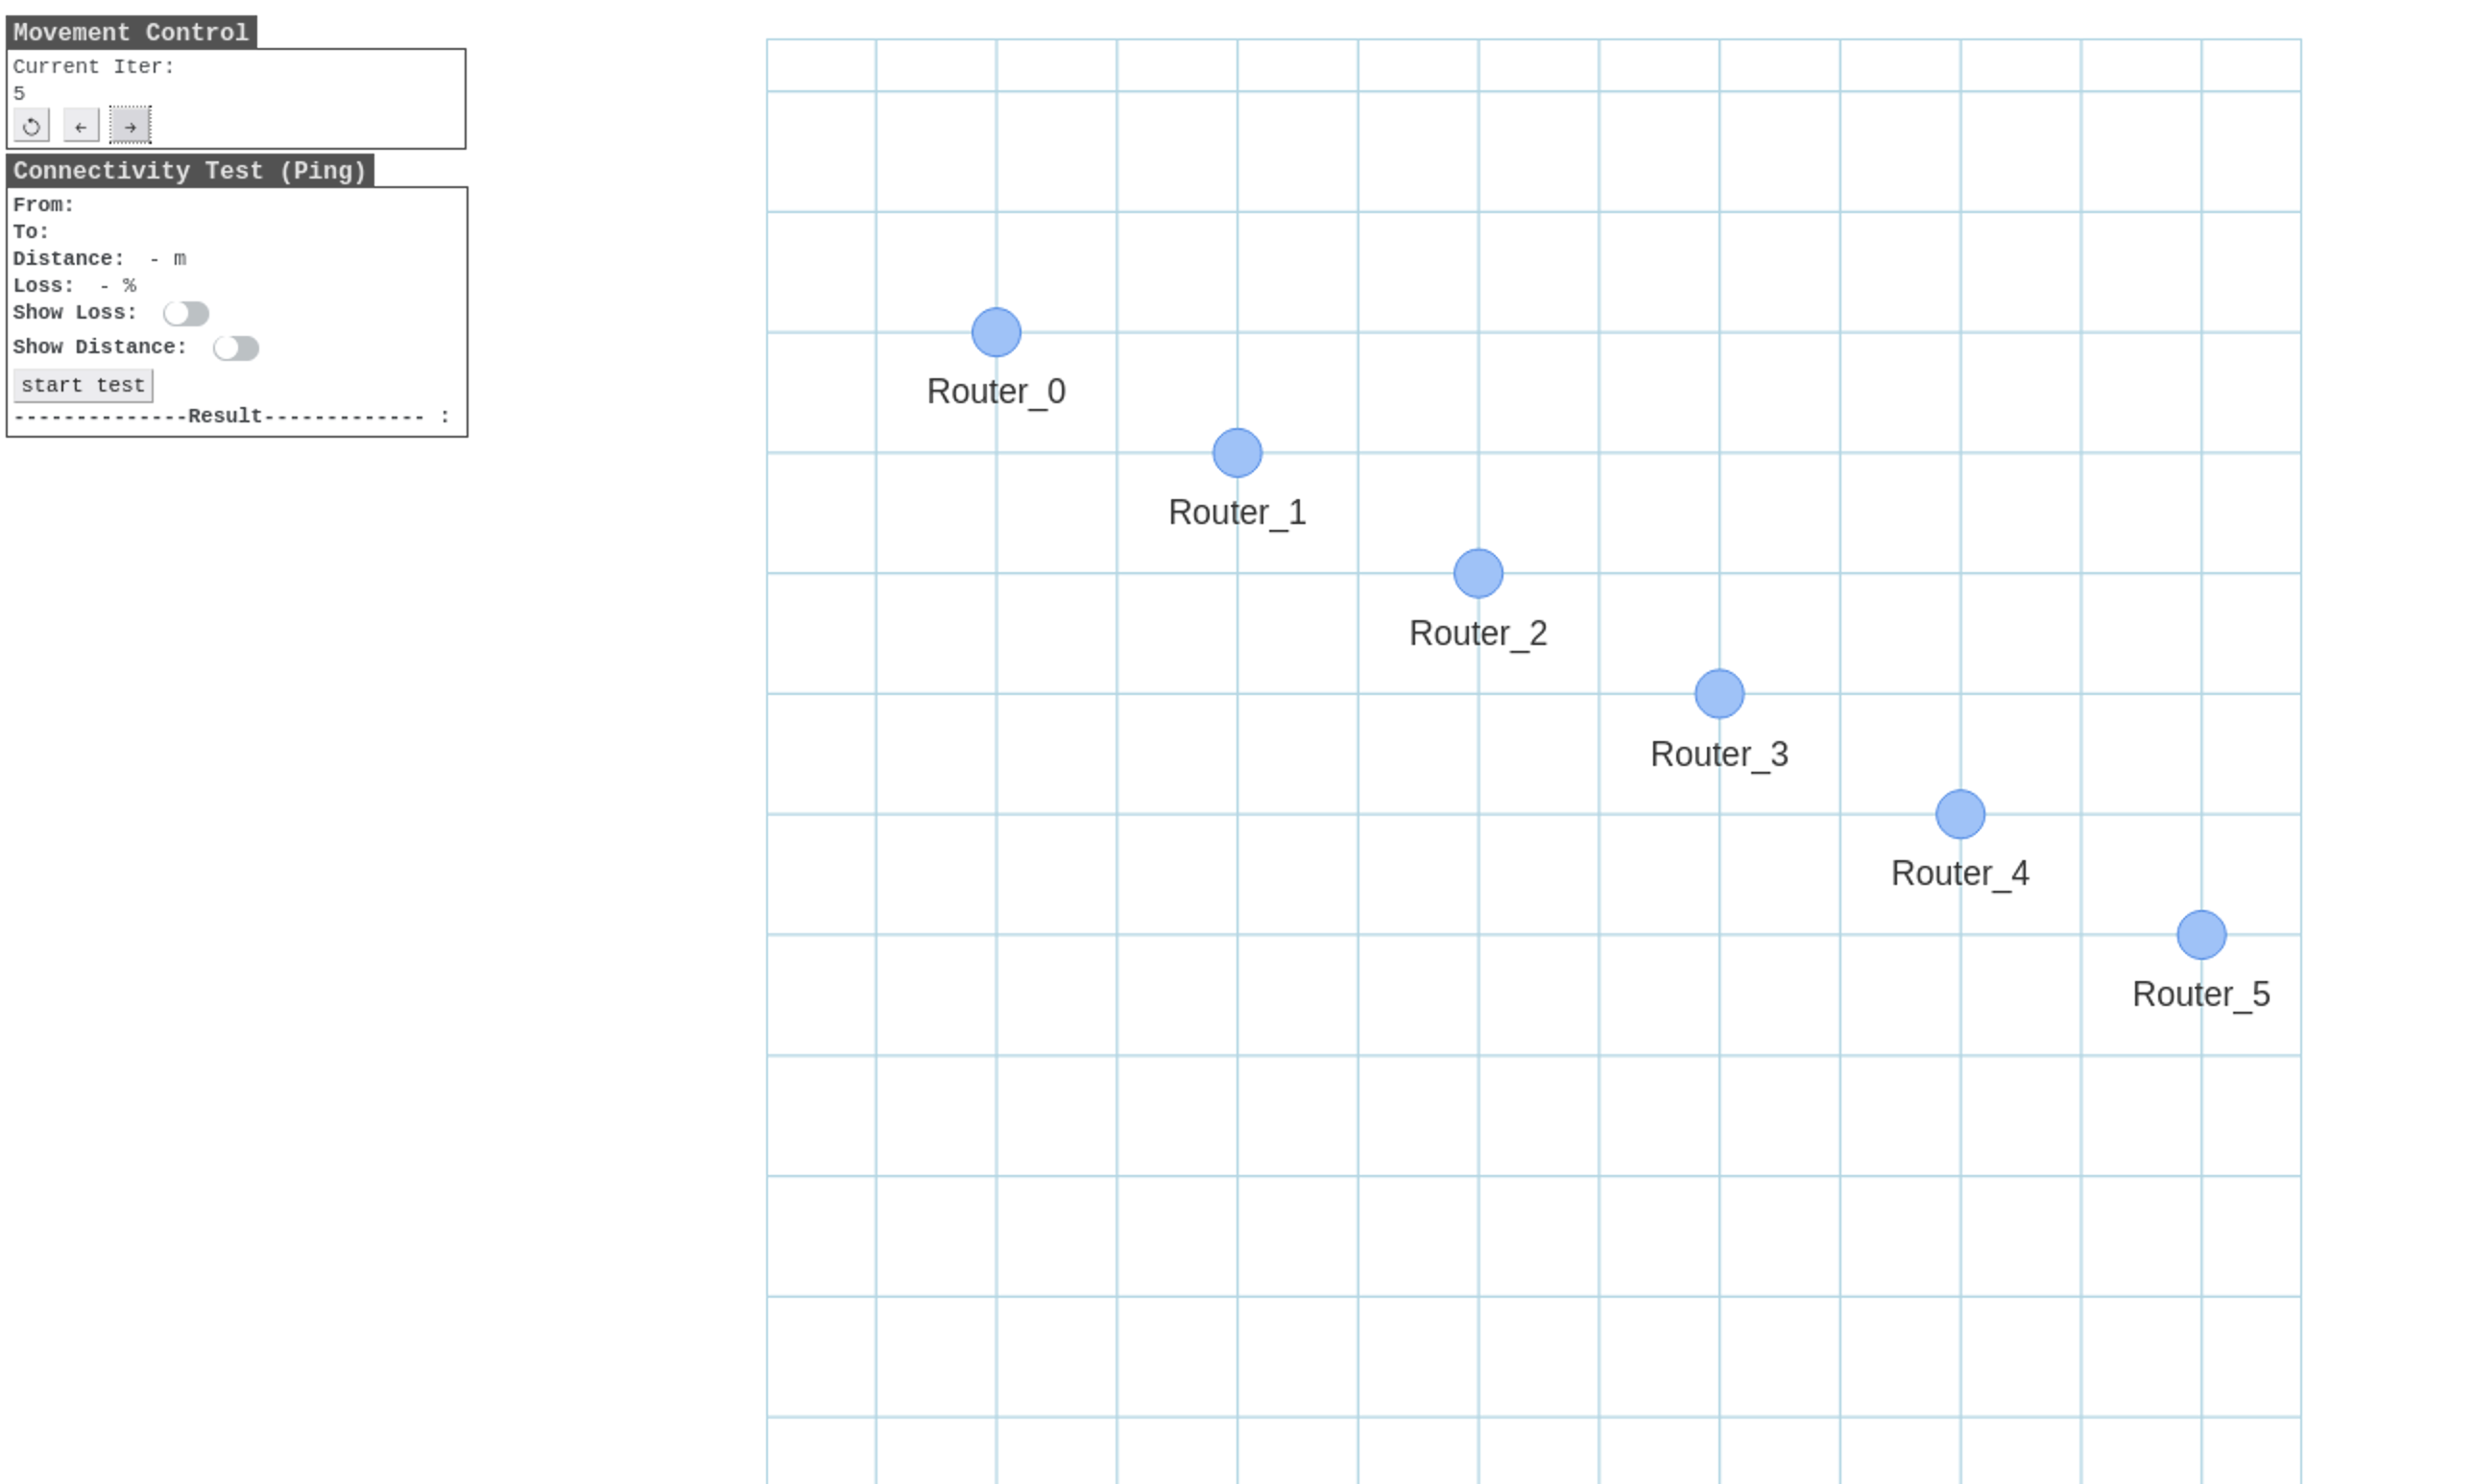 Movement Control
Current Iter:
5
Connectivity Test (Ping)
From:
To:
Distance: - m
Loss: - %
Show Loss:
Show Distance:
start test
--------------Result------------- :
Router_0
Router_1
Router_2
Router_3
Router_4
Router_5